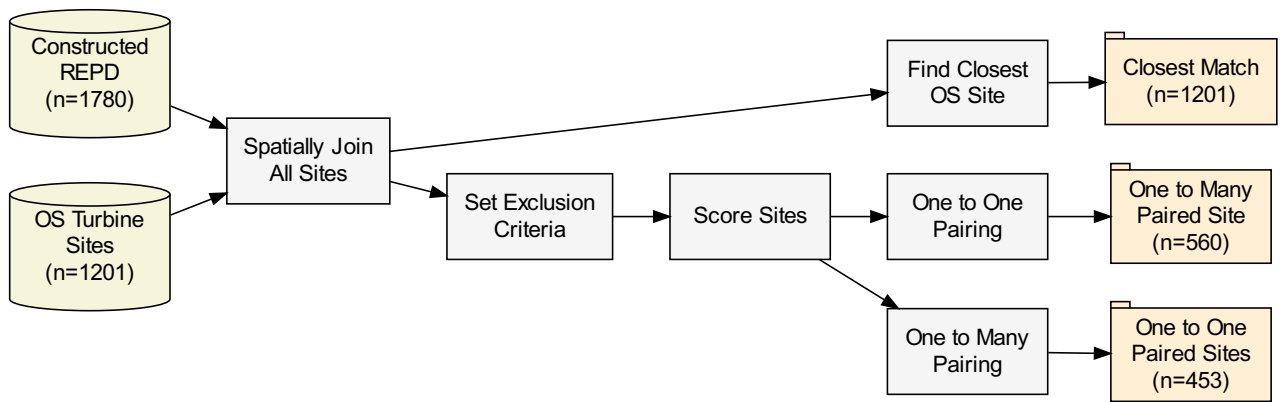 Constructed
REPD
(n=1780)
OS Turbine
Sites
(n=1201)
Spatially Join
All Sites
Set Exclusion
Criteria
Score Sites
Find Closest
OS Site
One to One
Pairing
One to Many
Pairing
Closest Match
(n=1201)
One to Many
Paired Site
(n=560)
One to One
Paired Sites
(n=453)